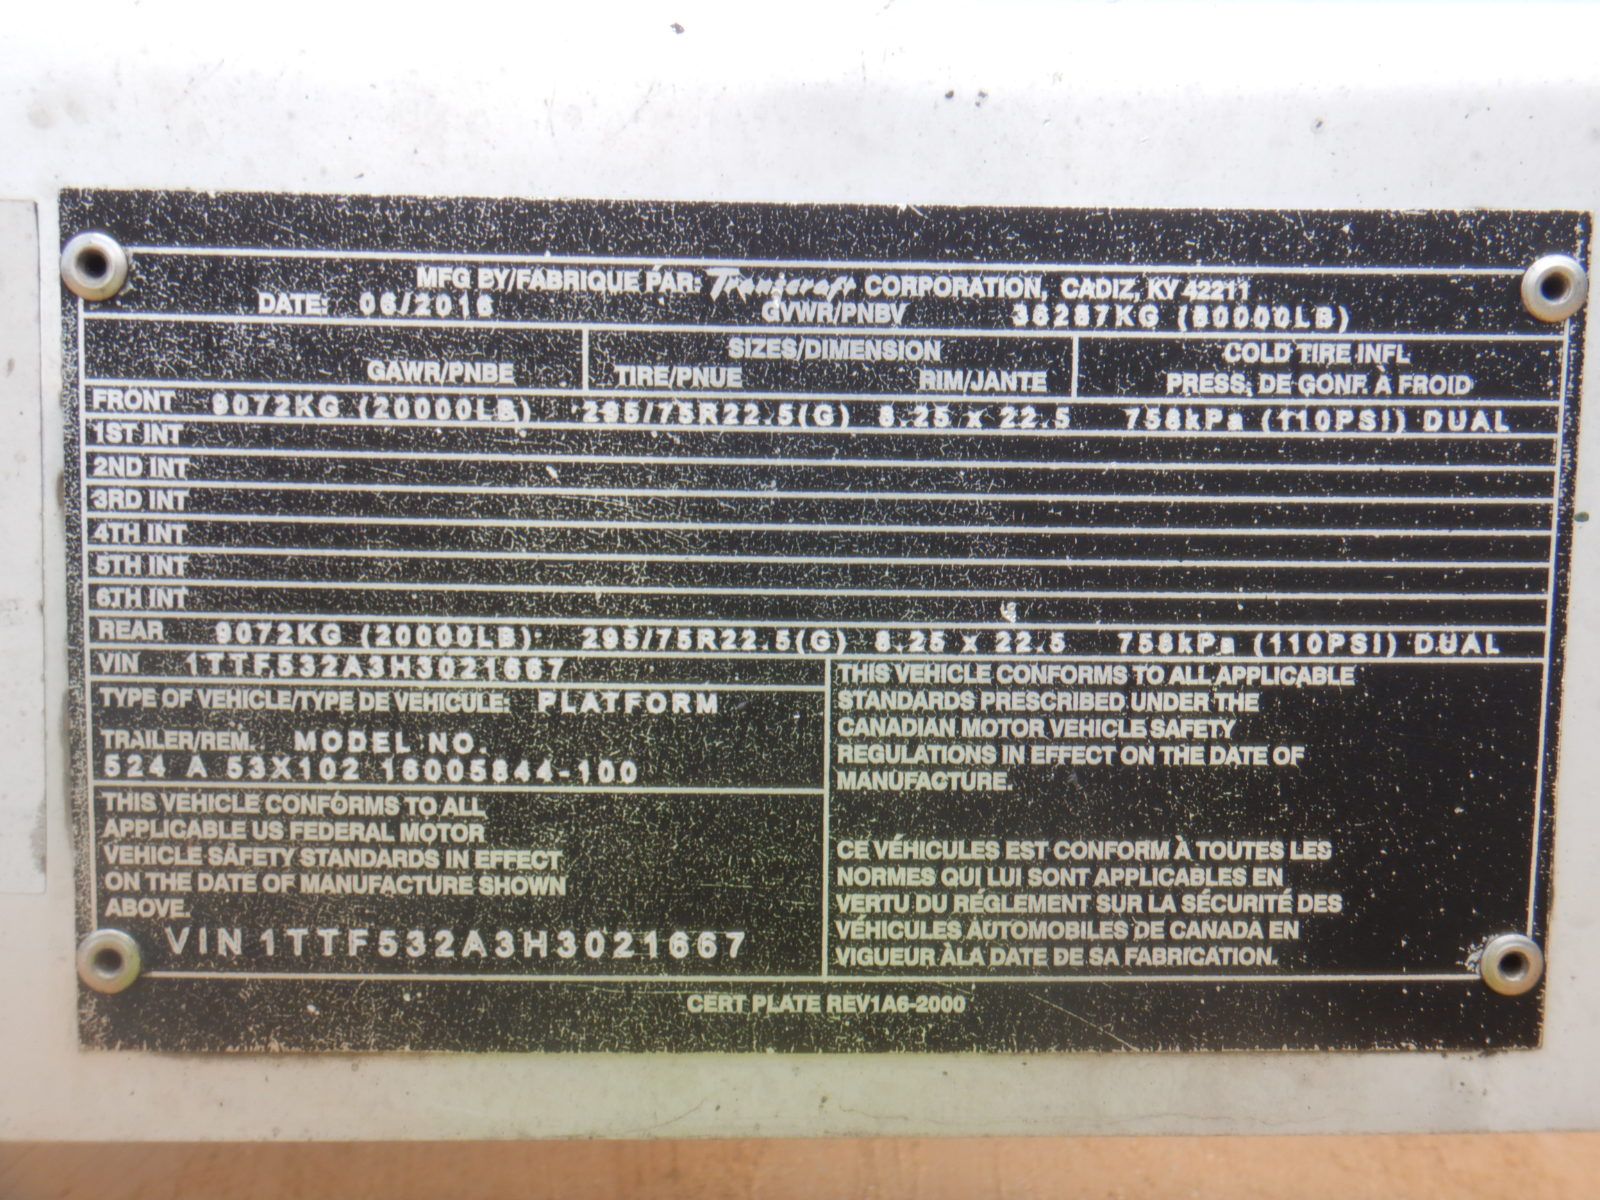 MFG BY/FABRIQUE PAR: Transcraft CORPORATION, CADIZ, KY 42211
DATE: 06/2016 GVWR/PNBV 36287KG (80000LB)
GAWR/PNBE SIZES/DIMENSION COLD TIRE INFL
TIRE/PNUE RIM/JANTE PRESS. DE GONF. À FROID
FRONT 9072KG (20000LB) 295/75R22.5(G) 8.25 x 22.5 758kPa (110PSI) DUAL
1ST INT
2ND INT
3RD INT
4TH INT
5TH INT
6TH INT
REAR 9072KG (20000LB) 295/75R22.5(G) 8.25 x 22.5 758kPa (110PSI) DUAL
VIN 1TTF532A3H3021667
TYPE OF VEHICLE/TYPE DE VEHICULE: PLATFORM
TRAILER/REM. MODEL NO.
524 A 53X102 16005844-100
THIS VEHICLE CONFORMS TO ALL
APPLICABLE US FEDERAL MOTOR
VEHICLE SAFETY STANDARDS IN EFFECT
ON THE DATE OF MANUFACTURE SHOWN
ABOVE.
VIN 1TTF532A3H3021667
THIS VEHICLE CONFORMS TO ALL APPLICABLE
STANDARDS PRESCRIBED UNDER THE
CANADIAN MOTOR VEHICLE SAFETY
REGULATIONS IN EFFECT ON THE DATE OF
MANUFACTURE.
CE VÉHICULES EST CONFORM À TOUTES LES
NORMES QUI LUI SONT APPLICABLES EN
VERTU DU RÉGLEMENT SUR LA SÉCURITÉ DES
VÉHICULES AUTOMOBILES DE CANADA EN
VIGUEUR ÀLA DATE DE SA FABRICATION.
CERT PLATE REV1A6-2000